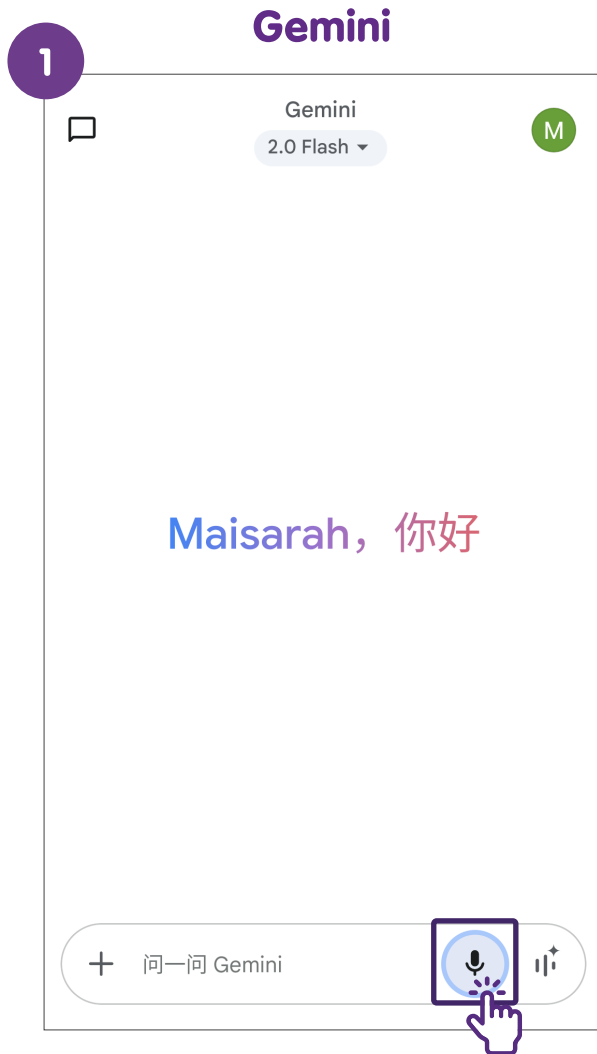 Gemini
1
Gemini
2.0 Flash
M
Maisarah，你好
问一问 Gemini